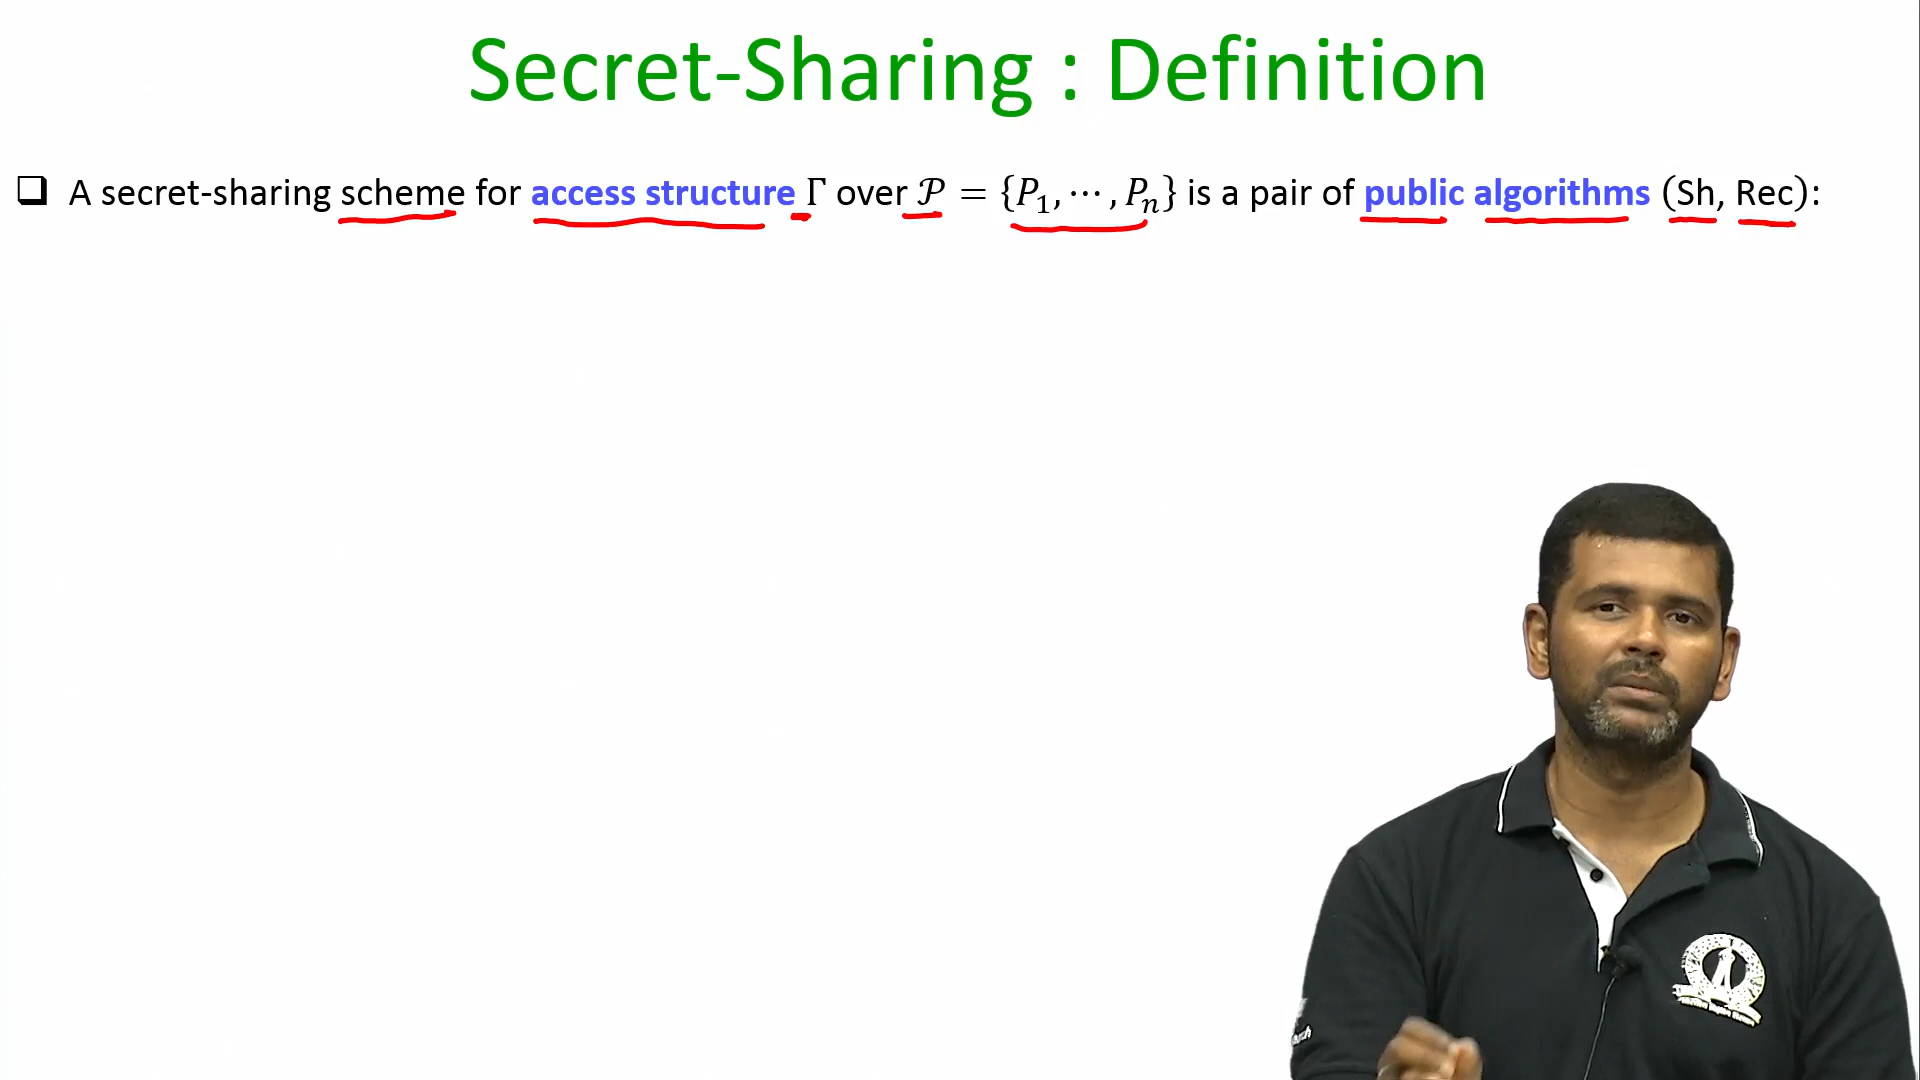 Secret-Sharing : Definition
❑ A secret-sharing scheme for access structure Γ over 𝒫 = {P₁, ⋯ , Pₙ} is a pair of public algorithms (Sh, Rec):